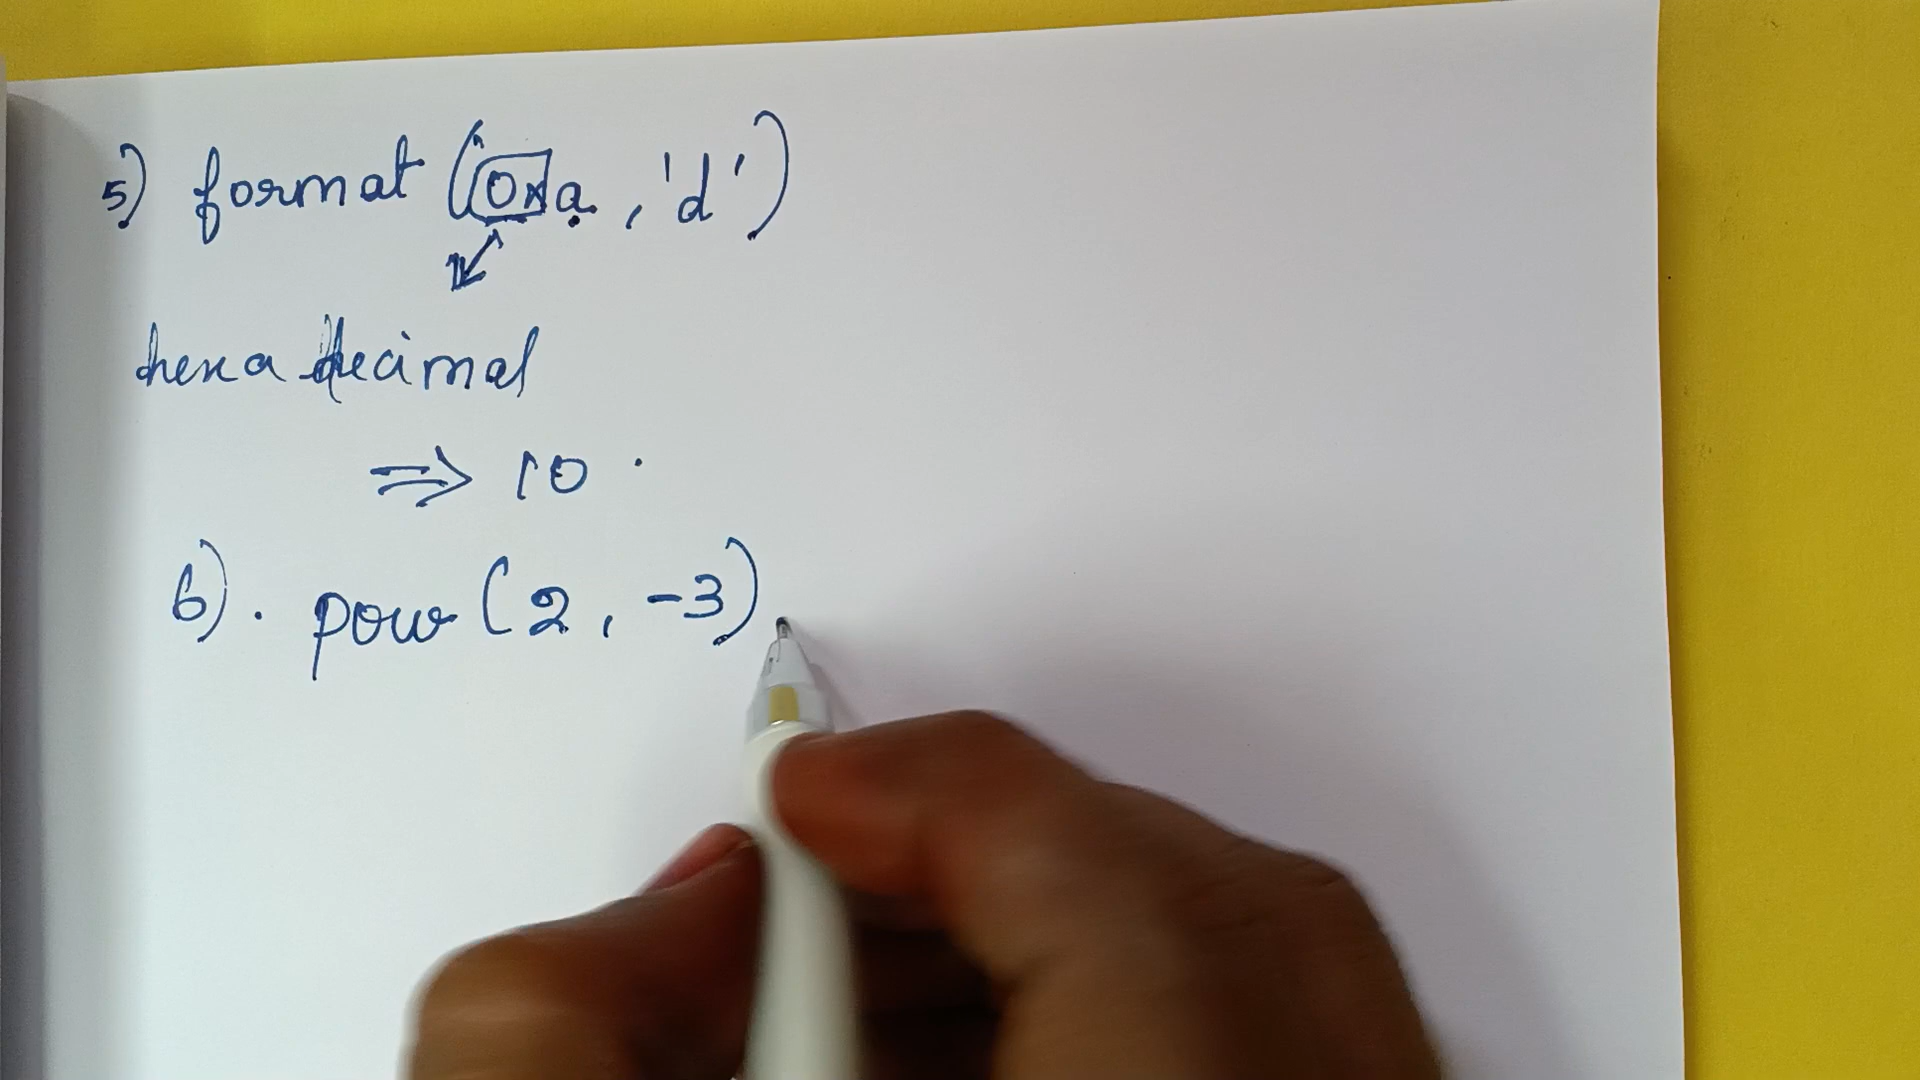 5) format (0xa, 'd')
hexa decimal
⇒ 10.
6). pow (2, -3)